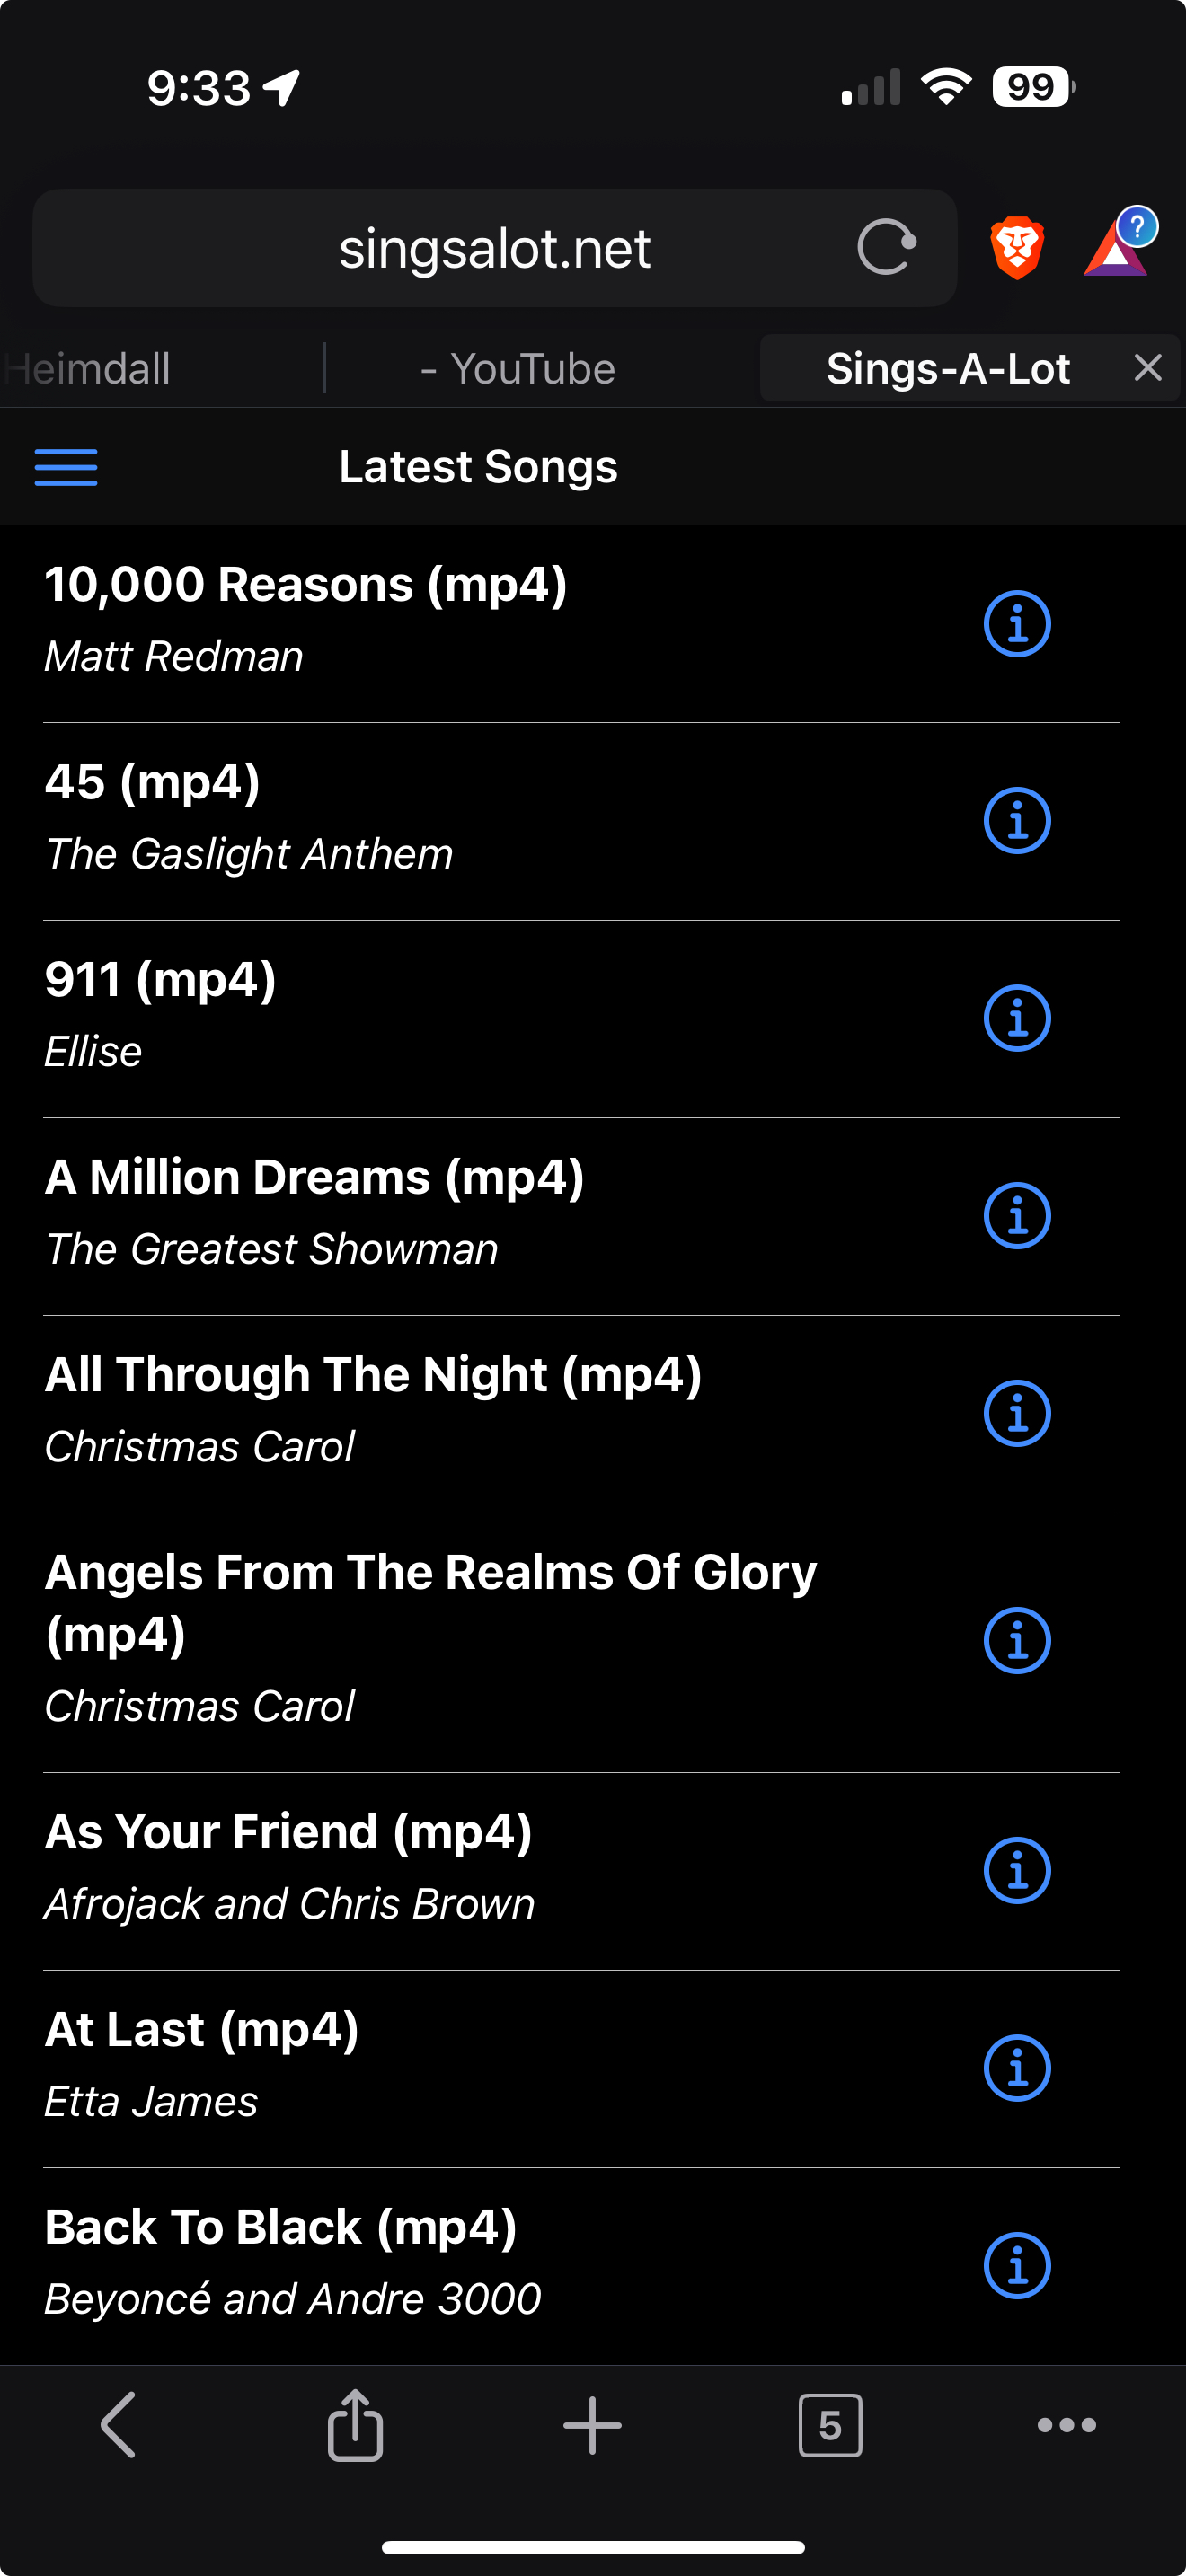 9:33
99
singsalot.net
?
Heimdall
- YouTube
Sings-A-Lot
Latest Songs
10,000 Reasons (mp4)
Matt Redman
45 (mp4)
The Gaslight Anthem
911 (mp4)
Ellise
A Million Dreams (mp4)
The Greatest Showman
All Through The Night (mp4)
Christmas Carol
Angels From The Realms Of Glory
(mp4)
Christmas Carol
As Your Friend (mp4)
Afrojack and Chris Brown
At Last (mp4)
Etta James
Back To Black (mp4)
Beyoncé and Andre 3000
5